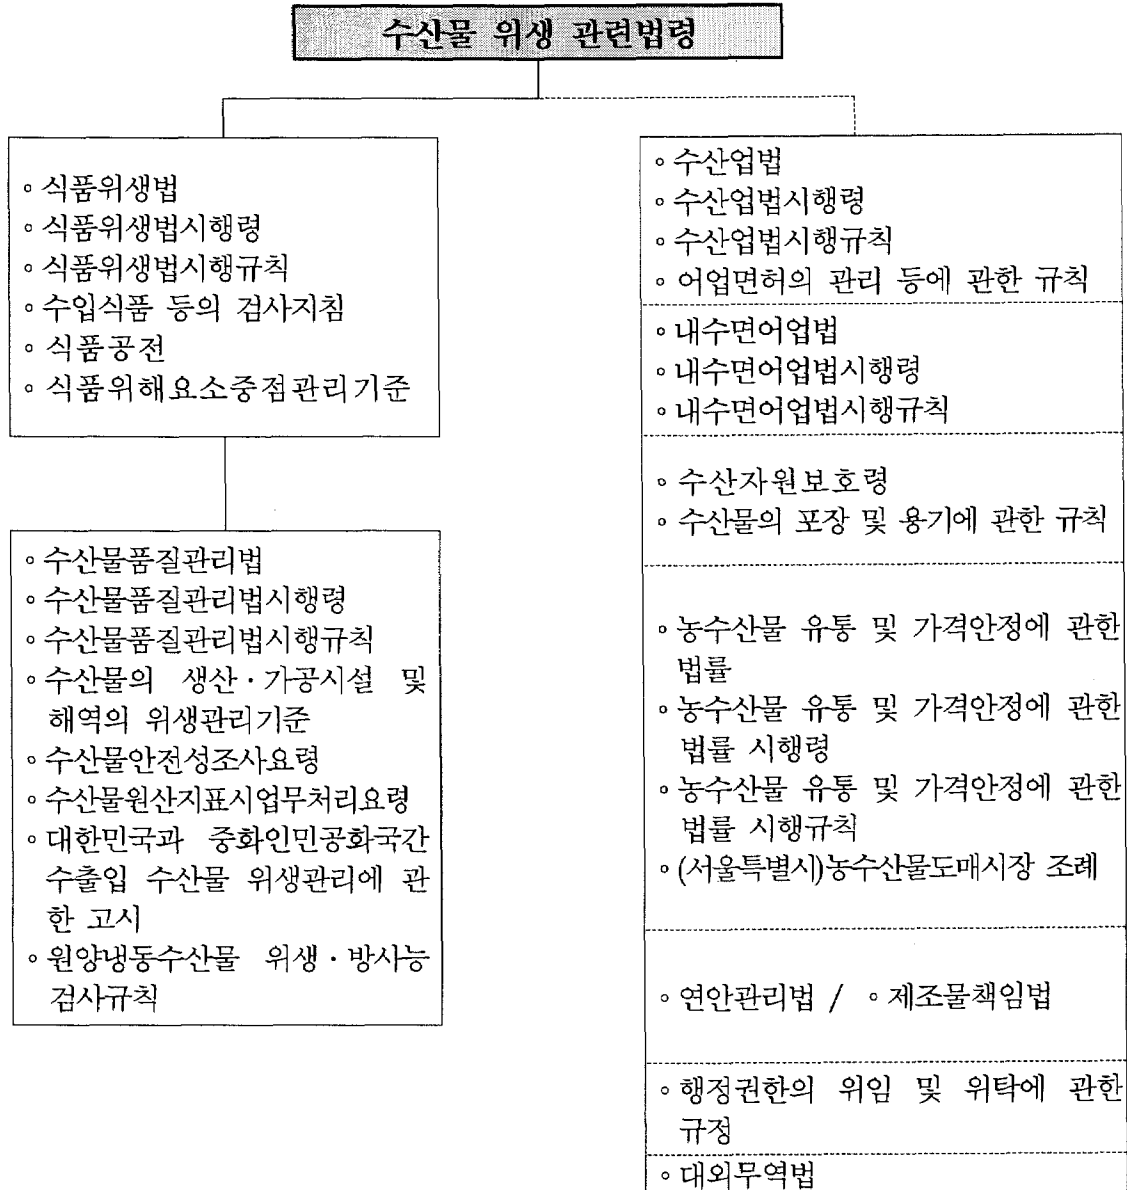 수산물 위생 관련법령
◦ 식품위생법
◦ 식품위생법시행령
◦ 식품위생법시행규칙
◦ 수입식품 등의 검사지침
◦ 식품공전
◦ 식품위해요소중점관리기준
◦ 수산물품질관리법
◦ 수산물품질관리법시행령
◦ 수산물품질관리법시행규칙
◦ 수산물의 생산·가공시설 및
해역의 위생관리기준
◦ 수산물안전성조사요령
◦ 수산물원산지표시업무처리요령
◦ 대한민국과 중화인민공화국간
수출입 수산물 위생관리에 관
한 고시
◦ 원양냉동수산물 위생·방사능
검사규칙
◦ 수산업법
◦ 수산업법시행령
◦ 수산업법시행규칙
◦ 어업면허의 관리 등에 관한 규칙
◦ 내수면어업법
◦ 내수면어업법시행령
◦ 내수면어업법시행규칙
◦ 수산자원보호령
◦ 수산물의 포장 및 용기에 관한 규칙
◦ 농수산물 유통 및 가격안정에 관한
법률
◦ 농수산물 유통 및 가격안정에 관한
법률 시행령
◦ 농수산물 유통 및 가격안정에 관한
법률 시행규칙
◦ (서울특별시)농수산물도매시장 조례
◦ 연안관리법 / ◦ 제조물책임법
◦ 행정권한의 위임 및 위탁에 관한
규정
◦ 대외무역법